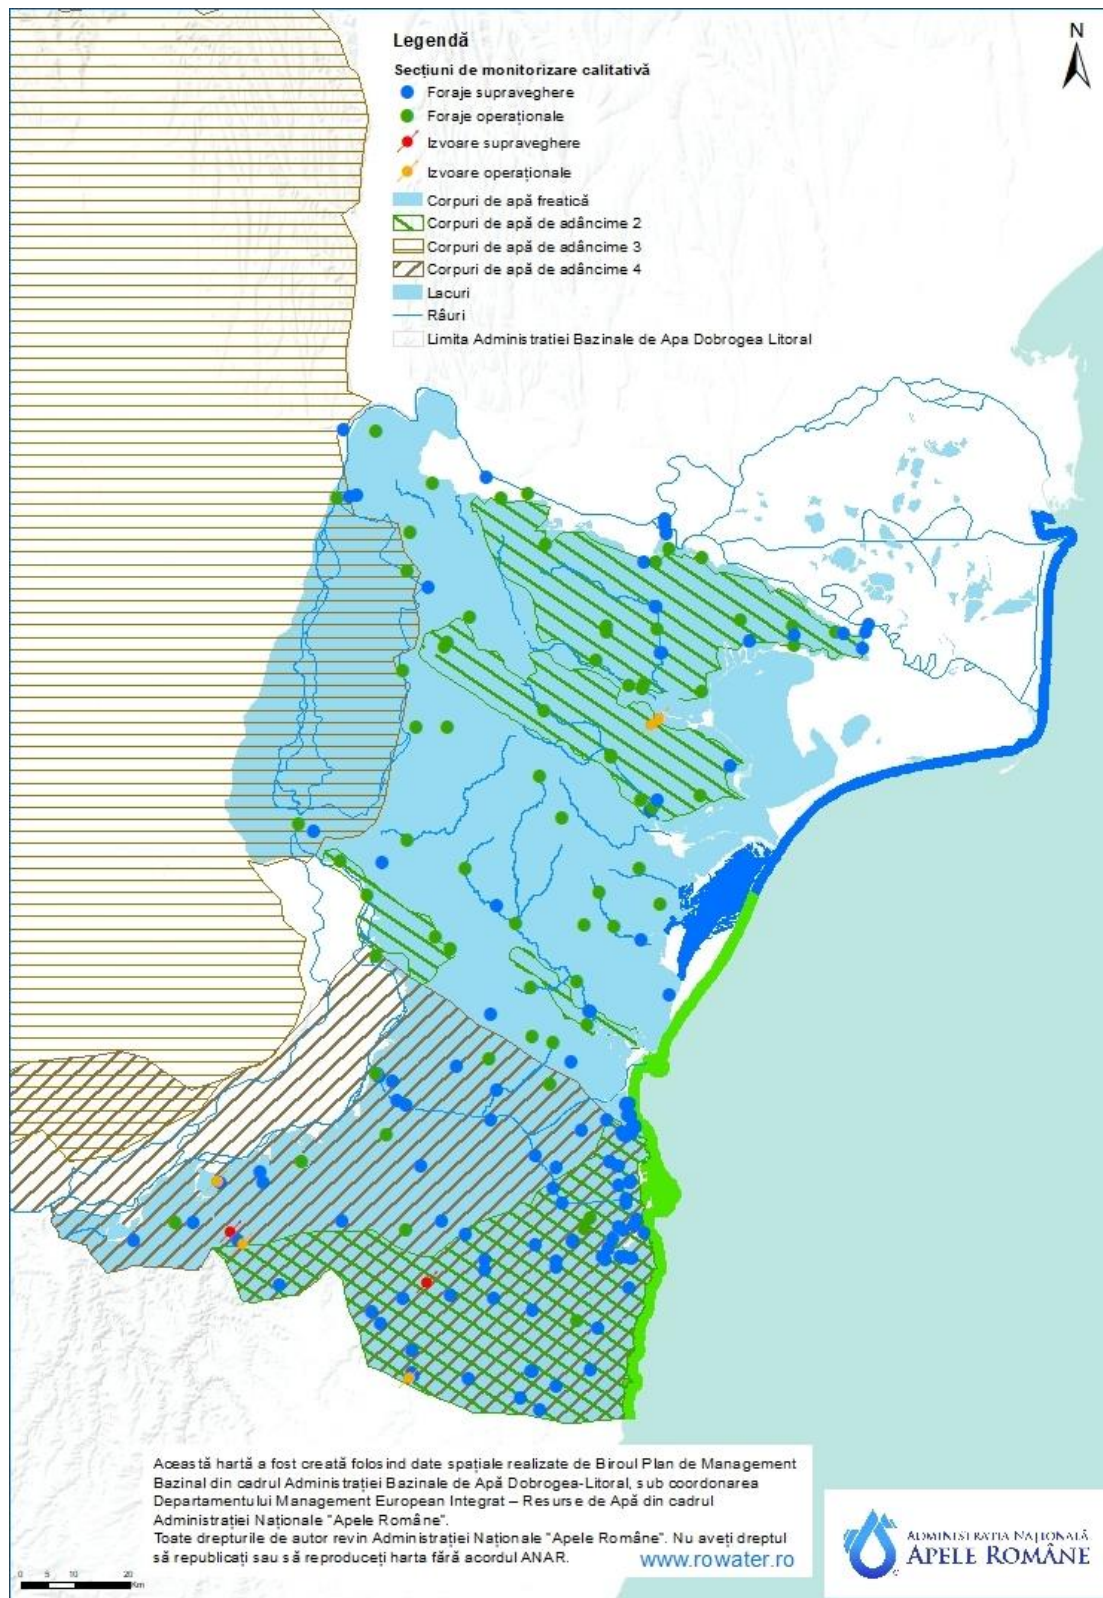 N
Legendă
Secțiuni de monitorizare calitativă
Foraje supraveghere
Foraje operaționale
Izvoare supraveghere
Izvoare operaționale
Corpuri de apă freatică
Corpuri de apă de adâncime 2
Corpuri de apă de adâncime 3
Corpuri de apă de adâncime 4
Lacuri
Râuri
Limita Administratiei Bazinale de Apa Dobrogea Litoral
Această hartă a fost creată folosind date spațiale realizate de Biroul Plan de Management
Bazinal din cadrul Administrației Bazinale de Apă Dobrogea-Litoral, sub coordonarea
Departamentului Management European Integrat – Resurse de Apă din cadrul
Administrației Naționale "Apele Române".
Toate drepturile de autor revin Administrației Naționale "Apele Române". Nu aveți dreptul
să republicați sau să reproduceți harta fără acordul ANAR.
www.rowater.ro
0 5 10 20
Km
ADMINISTRAȚIA NAȚIONALĂ
APELE ROMÂNE